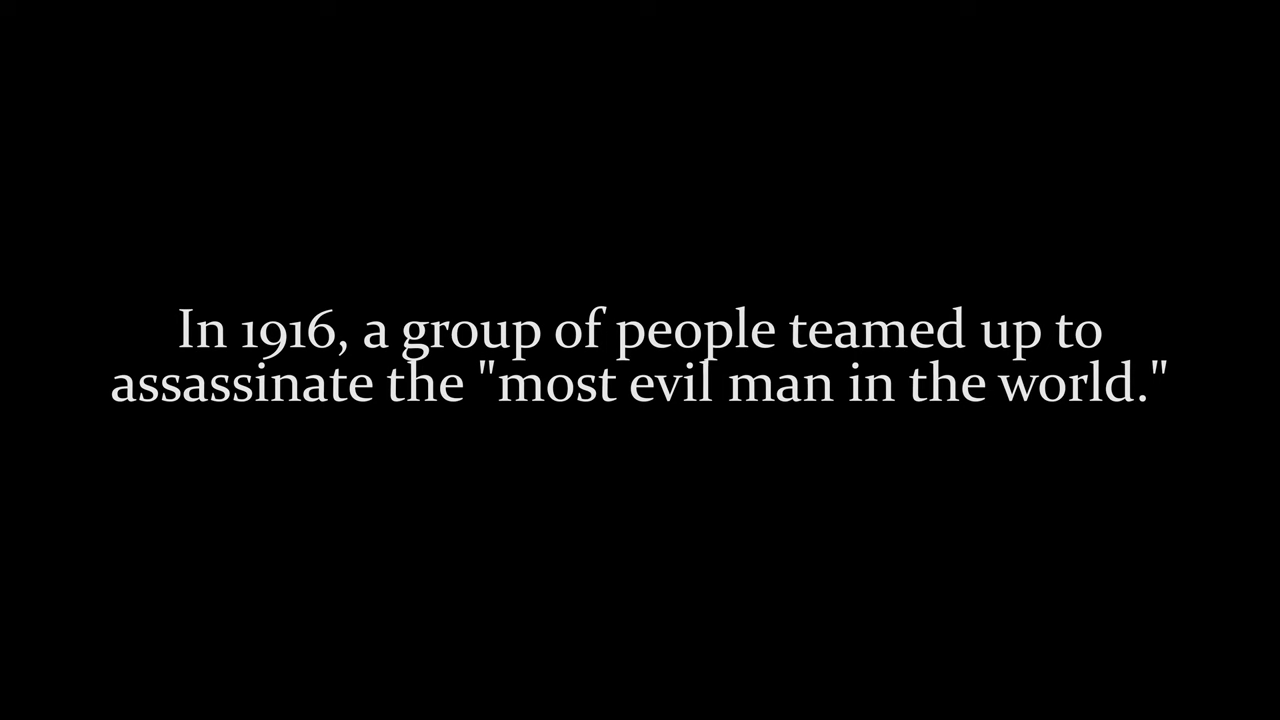 In 1916, a group of people teamed up to
assassinate the "most evil man in the world."